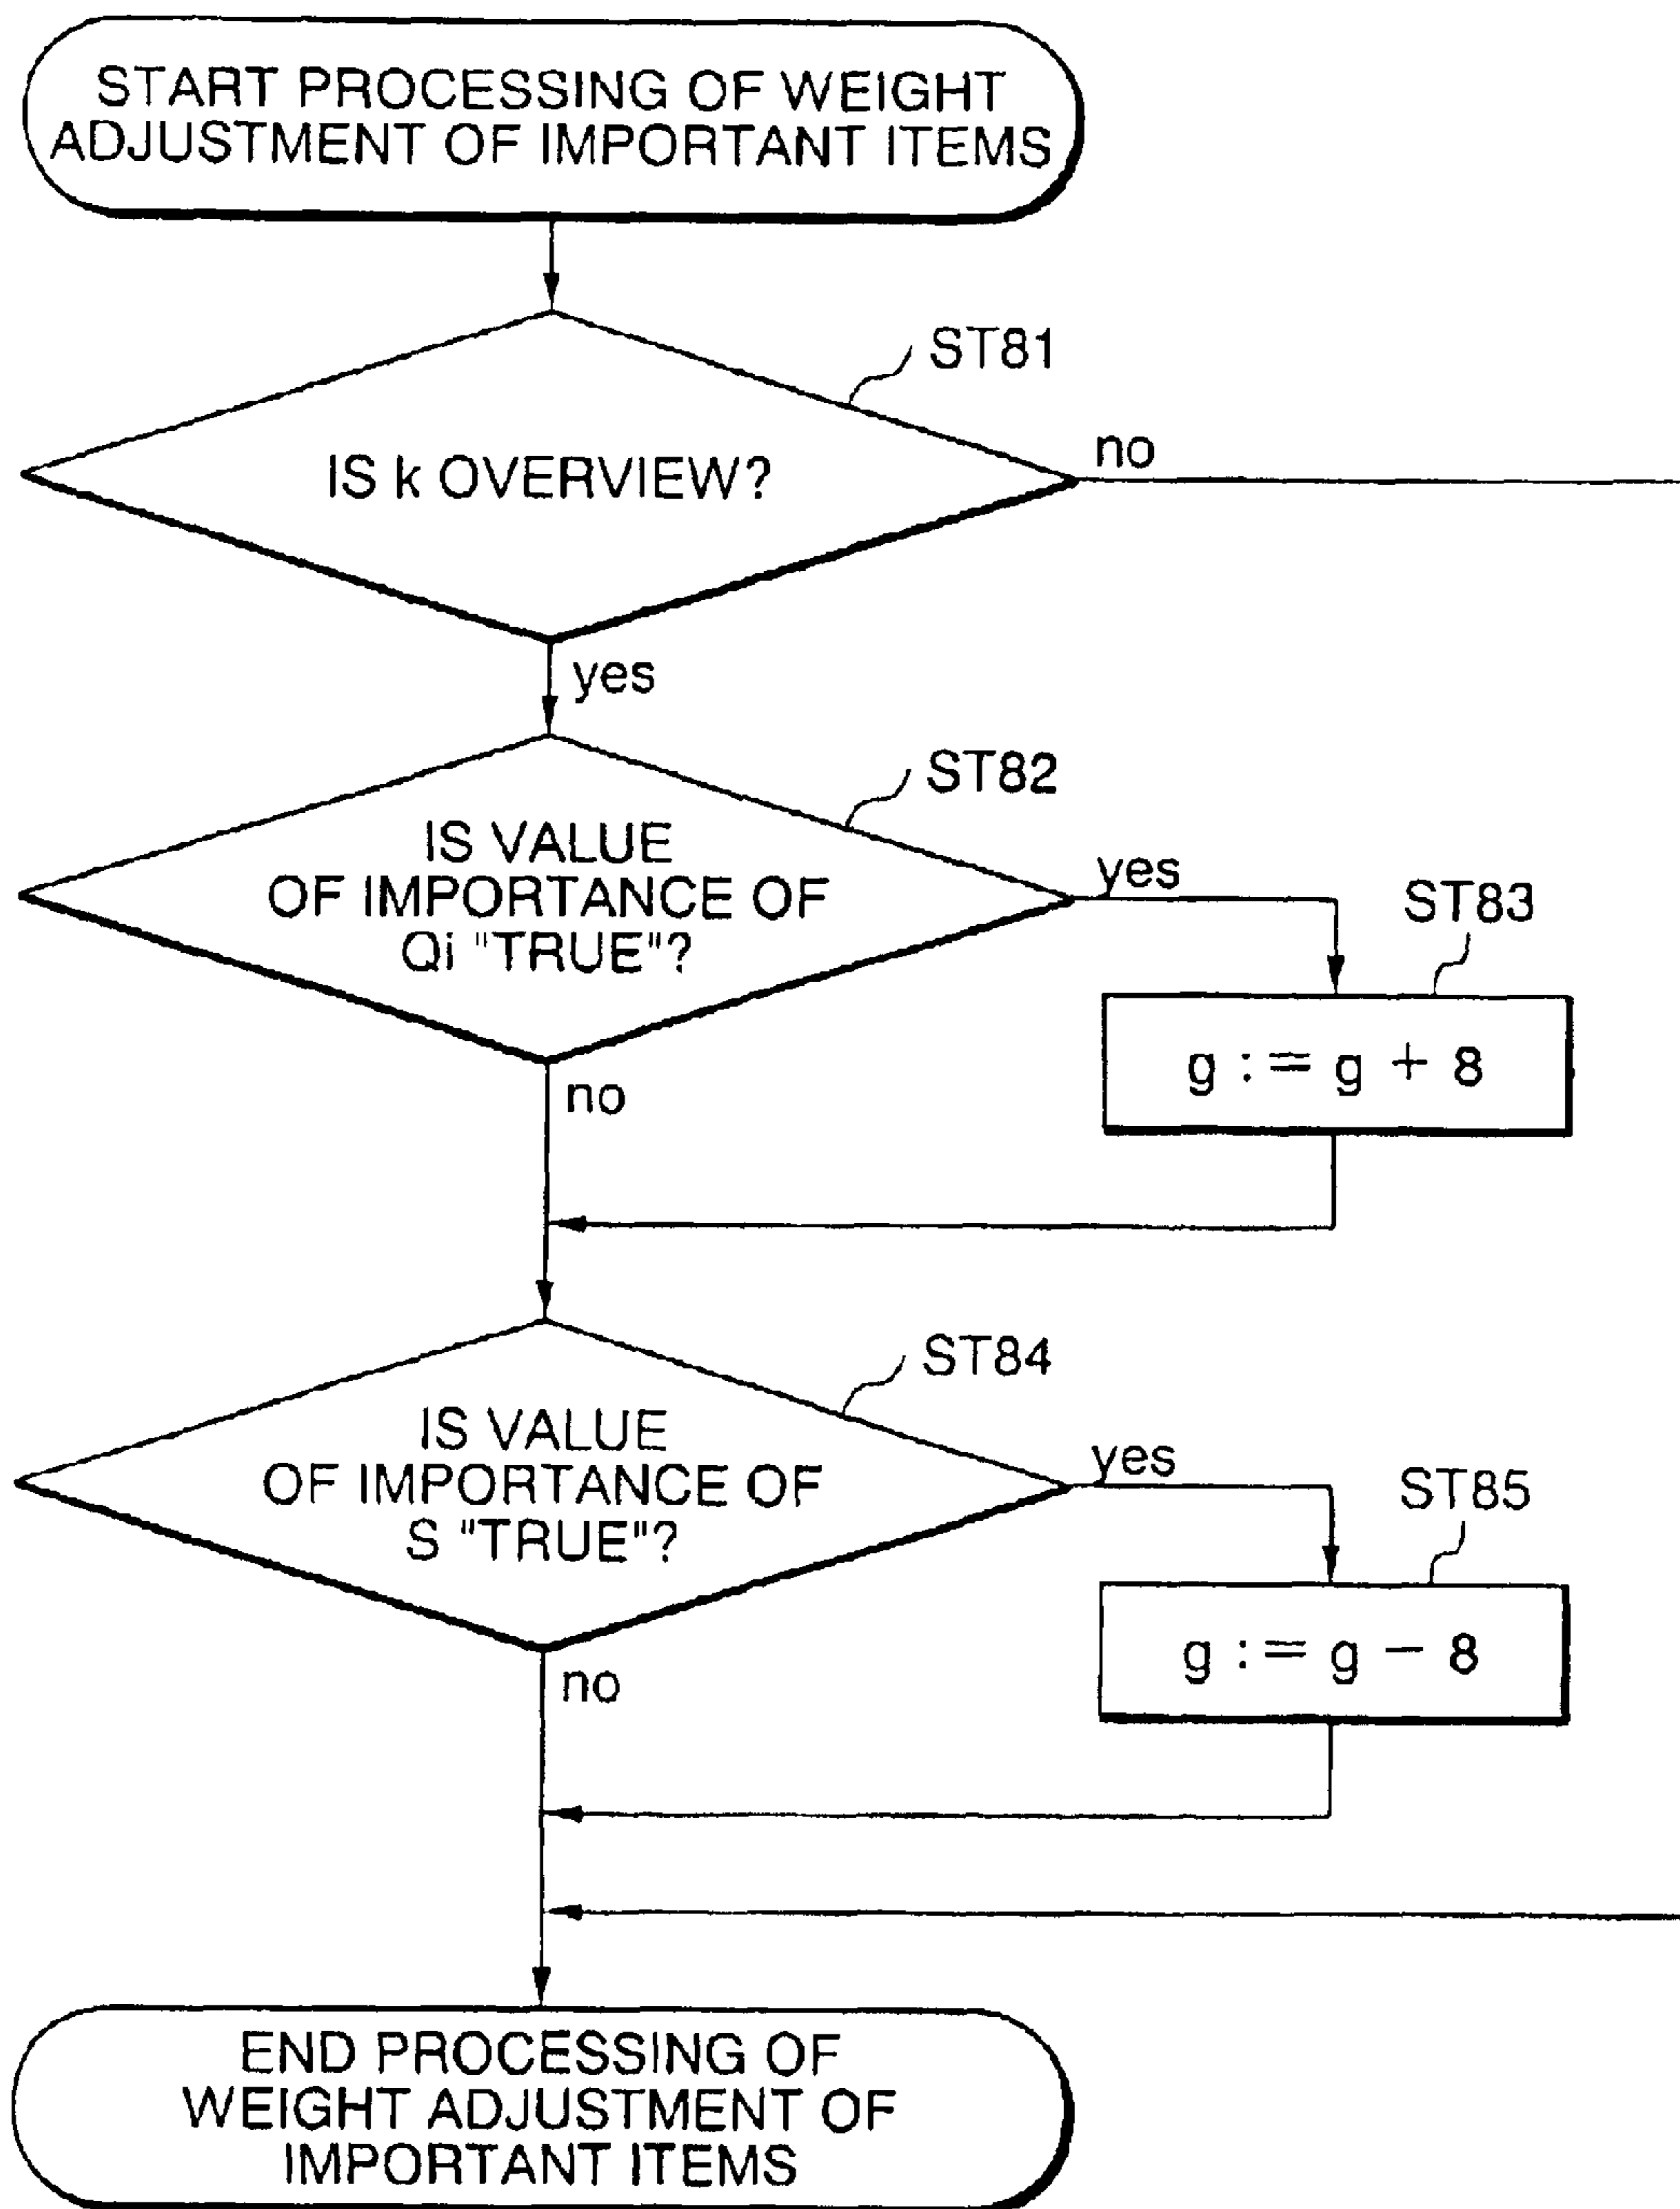 START PROCESSING OF WEIGHT
ADJUSTMENT OF IMPORTANT ITEMS
ST81
IS k OVERVIEW?
no
yes
ST82
IS VALUE
OF IMPORTANCE OF
Qi "TRUE"?
yes
ST83
g := g + 8
no
ST84
IS VALUE
OF IMPORTANCE OF
S "TRUE"?
yes
ST85
g := g - 8
no
END PROCESSING OF
WEIGHT ADJUSTMENT OF
IMPORTANT ITEMS